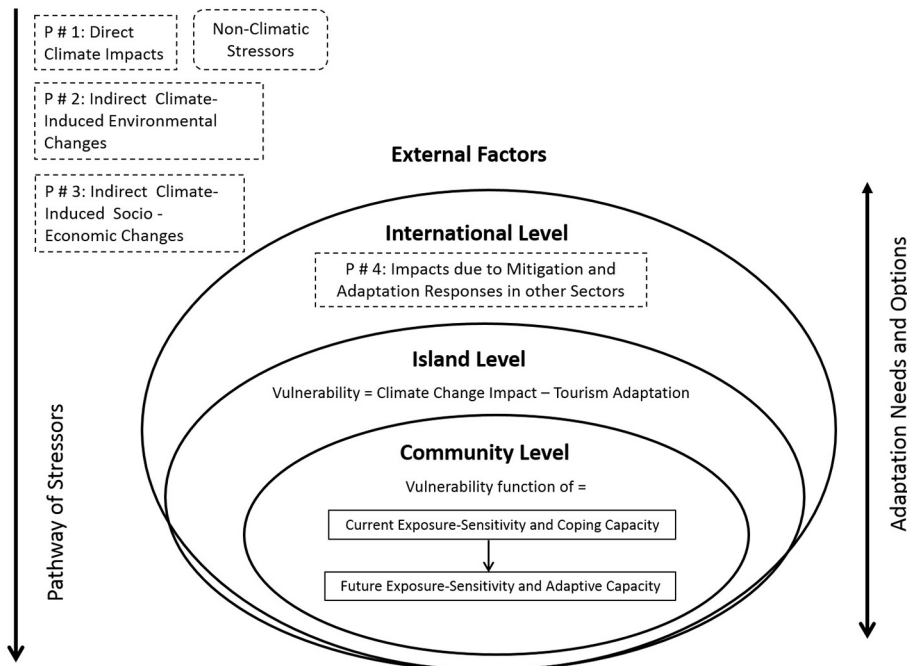 P # 1: Direct
Climate Impacts
Non-Climatic
Stressors
P # 2: Indirect Climate-
Induced Environmental
Changes
P # 3: Indirect Climate-
Induced Socio -
Economic Changes
External Factors
International Level
P # 4: Impacts due to Mitigation and
Adaptation Responses in other Sectors
Island Level
Vulnerability = Climate Change Impact – Tourism Adaptation
Community Level
Vulnerability function of =
Current Exposure-Sensitivity and Coping Capacity
Future Exposure-Sensitivity and Adaptive Capacity
Pathway of Stressors
Adaptation Needs and Options